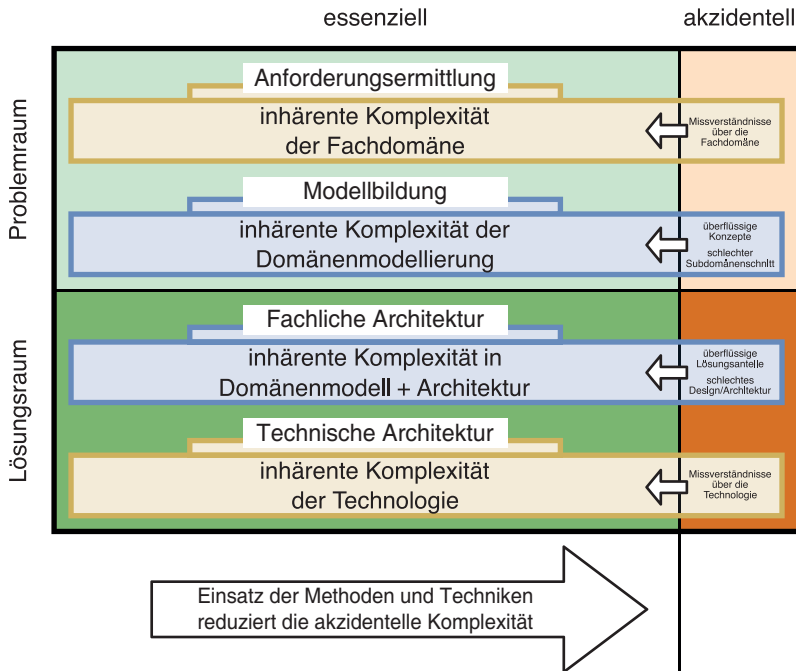 essenziell
akzidentell
Problemraum
Anforderungsermittlung
inhärente Komplexität
der Fachdomäne
Missverständnisse
über die
Fachdomäne
Modellbildung
inhärente Komplexität der
Domänenmodellierung
überflüssige
Konzepte
schlechter
Subdomänenschnitt
Lösungsraum
Fachliche Architektur
inhärente Komplexität in
Domänenmodell + Architektur
überflüssige
Lösungsanteile
schlechtes
Design/Architektur
Technische Architektur
inhärente Komplexität
der Technologie
Missverständnisse
über die
Technologie
Einsatz der Methoden und Techniken
reduziert die akzidentelle Komplexität